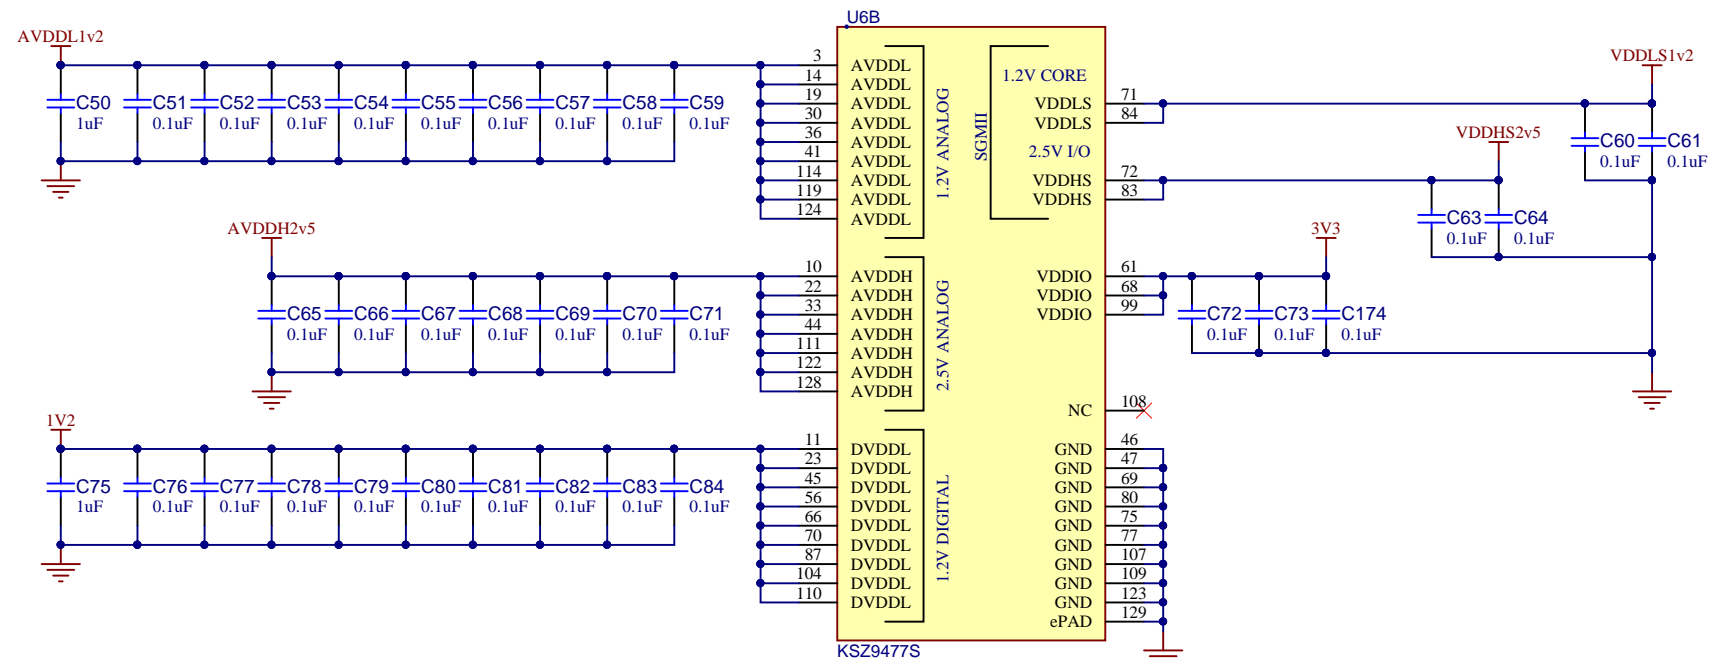 U6B
AVDDL1v2
C50 C51 C52 C53 C54 C55 C56 C57 C58 C59
1uF 0.1uF 0.1uF 0.1uF 0.1uF 0.1uF 0.1uF 0.1uF 0.1uF 0.1uF
3 AVDDL
14 AVDDL
19 AVDDL
30 AVDDL
36 AVDDL
41 AVDDL
114 AVDDL
119 AVDDL
124 AVDDL
1.2V ANALOG
AVDDH2v5
C65 C66 C67 C68 C69 C70 C71
0.1uF 0.1uF 0.1uF 0.1uF 0.1uF 0.1uF 0.1uF
10 AVDDH
22 AVDDH
33 AVDDH
44 AVDDH
111 AVDDH
122 AVDDH
128 AVDDH
2.5V ANALOG
1V2
C75 C76 C77 C78 C79 C80 C81 C82 C83 C84
1uF 0.1uF 0.1uF 0.1uF 0.1uF 0.1uF 0.1uF 0.1uF 0.1uF 0.1uF
11 DVDDL
23 DVDDL
45 DVDDL
56 DVDDL
66 DVDDL
70 DVDDL
87 DVDDL
104 DVDDL
110 DVDDL
1.2V DIGITAL
SGMII
1.2V CORE
VDDLS 71
VDDLS 84
2.5V I/O
VDDHS 72
VDDHS 83
VDDLS1v2
C60 C61
0.1uF 0.1uF
VDDHS2v5
C63 C64
0.1uF 0.1uF
3V3
VDDIO 61
VDDIO 68
VDDIO 99
C72 C73 C174
0.1uF 0.1uF 0.1uF
NC 108
GND 46
GND 47
GND 69
GND 80
GND 75
GND 77
GND 107
GND 109
GND 123
ePAD 129
KSZ9477S